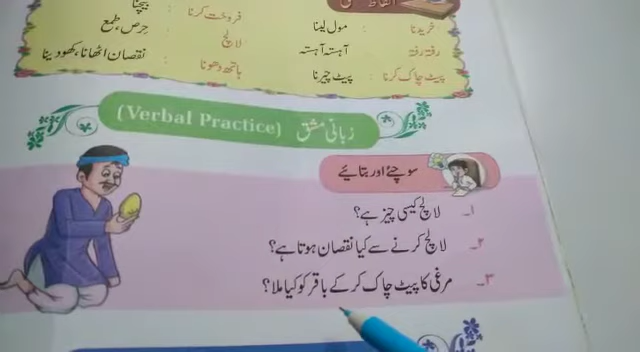 الفاظ معنی
خریدنا : مول لینا
فروخت کرنا : بیچنا
رفتہ رفتہ : آہستہ آہستہ
لالچ : حرص، طمع
پیٹ چاک کرنا : پیٹ چیرنا
ہاتھ دھونا : نقصان اٹھانا، کھو دینا
زبانی مشق (Verbal Practice)
سوچئے اور بتائیے
۱۔ لالچ کیسی چیز ہے؟
۲۔ لالچ کرنے سے کیا نقصان ہوتا ہے؟
۳۔ مرغی کا پیٹ چاک کر کے باقر کو کیا ملا؟